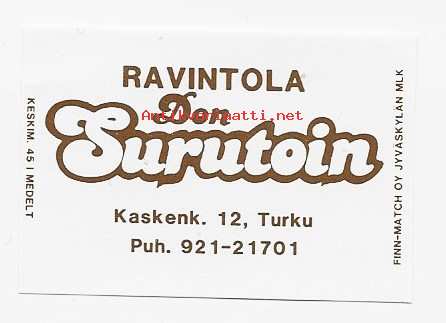 RAVINTOLA
Don
Surutoin
Kaskenk. 12, Turku
Puh. 921-21701
KESKIM. 45 I MEDELT
FINN-MATCH OY JYVÄSKYLÄN MLK
Antikvariaatti.net